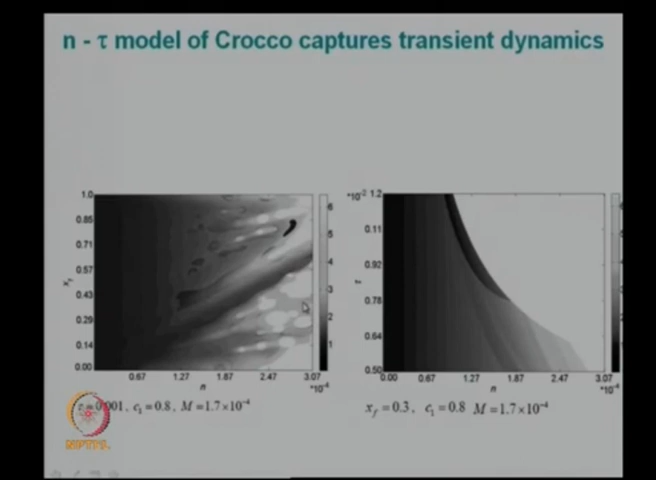 n - τ model of Crocco captures transient dynamics
1.0
0.85
0.71
0.57
0.43
0.29
0.14
0.00
x_f
0.67 1.27 1.87 2.47 3.07
n
*10⁻⁴
6
5
4
3
2
1
*10⁻² 1.2
0.11
0.92
0.78
0.64
0.50
τ
0.00 0.67 1.27 1.87 2.47 3.07
n
*10⁻⁴
τ = 0.001, c₁ = 0.8, M = 1.7×10⁻⁴
x_f = 0.3, c₁ = 0.8 M = 1.7×10⁻⁴
NPTEL